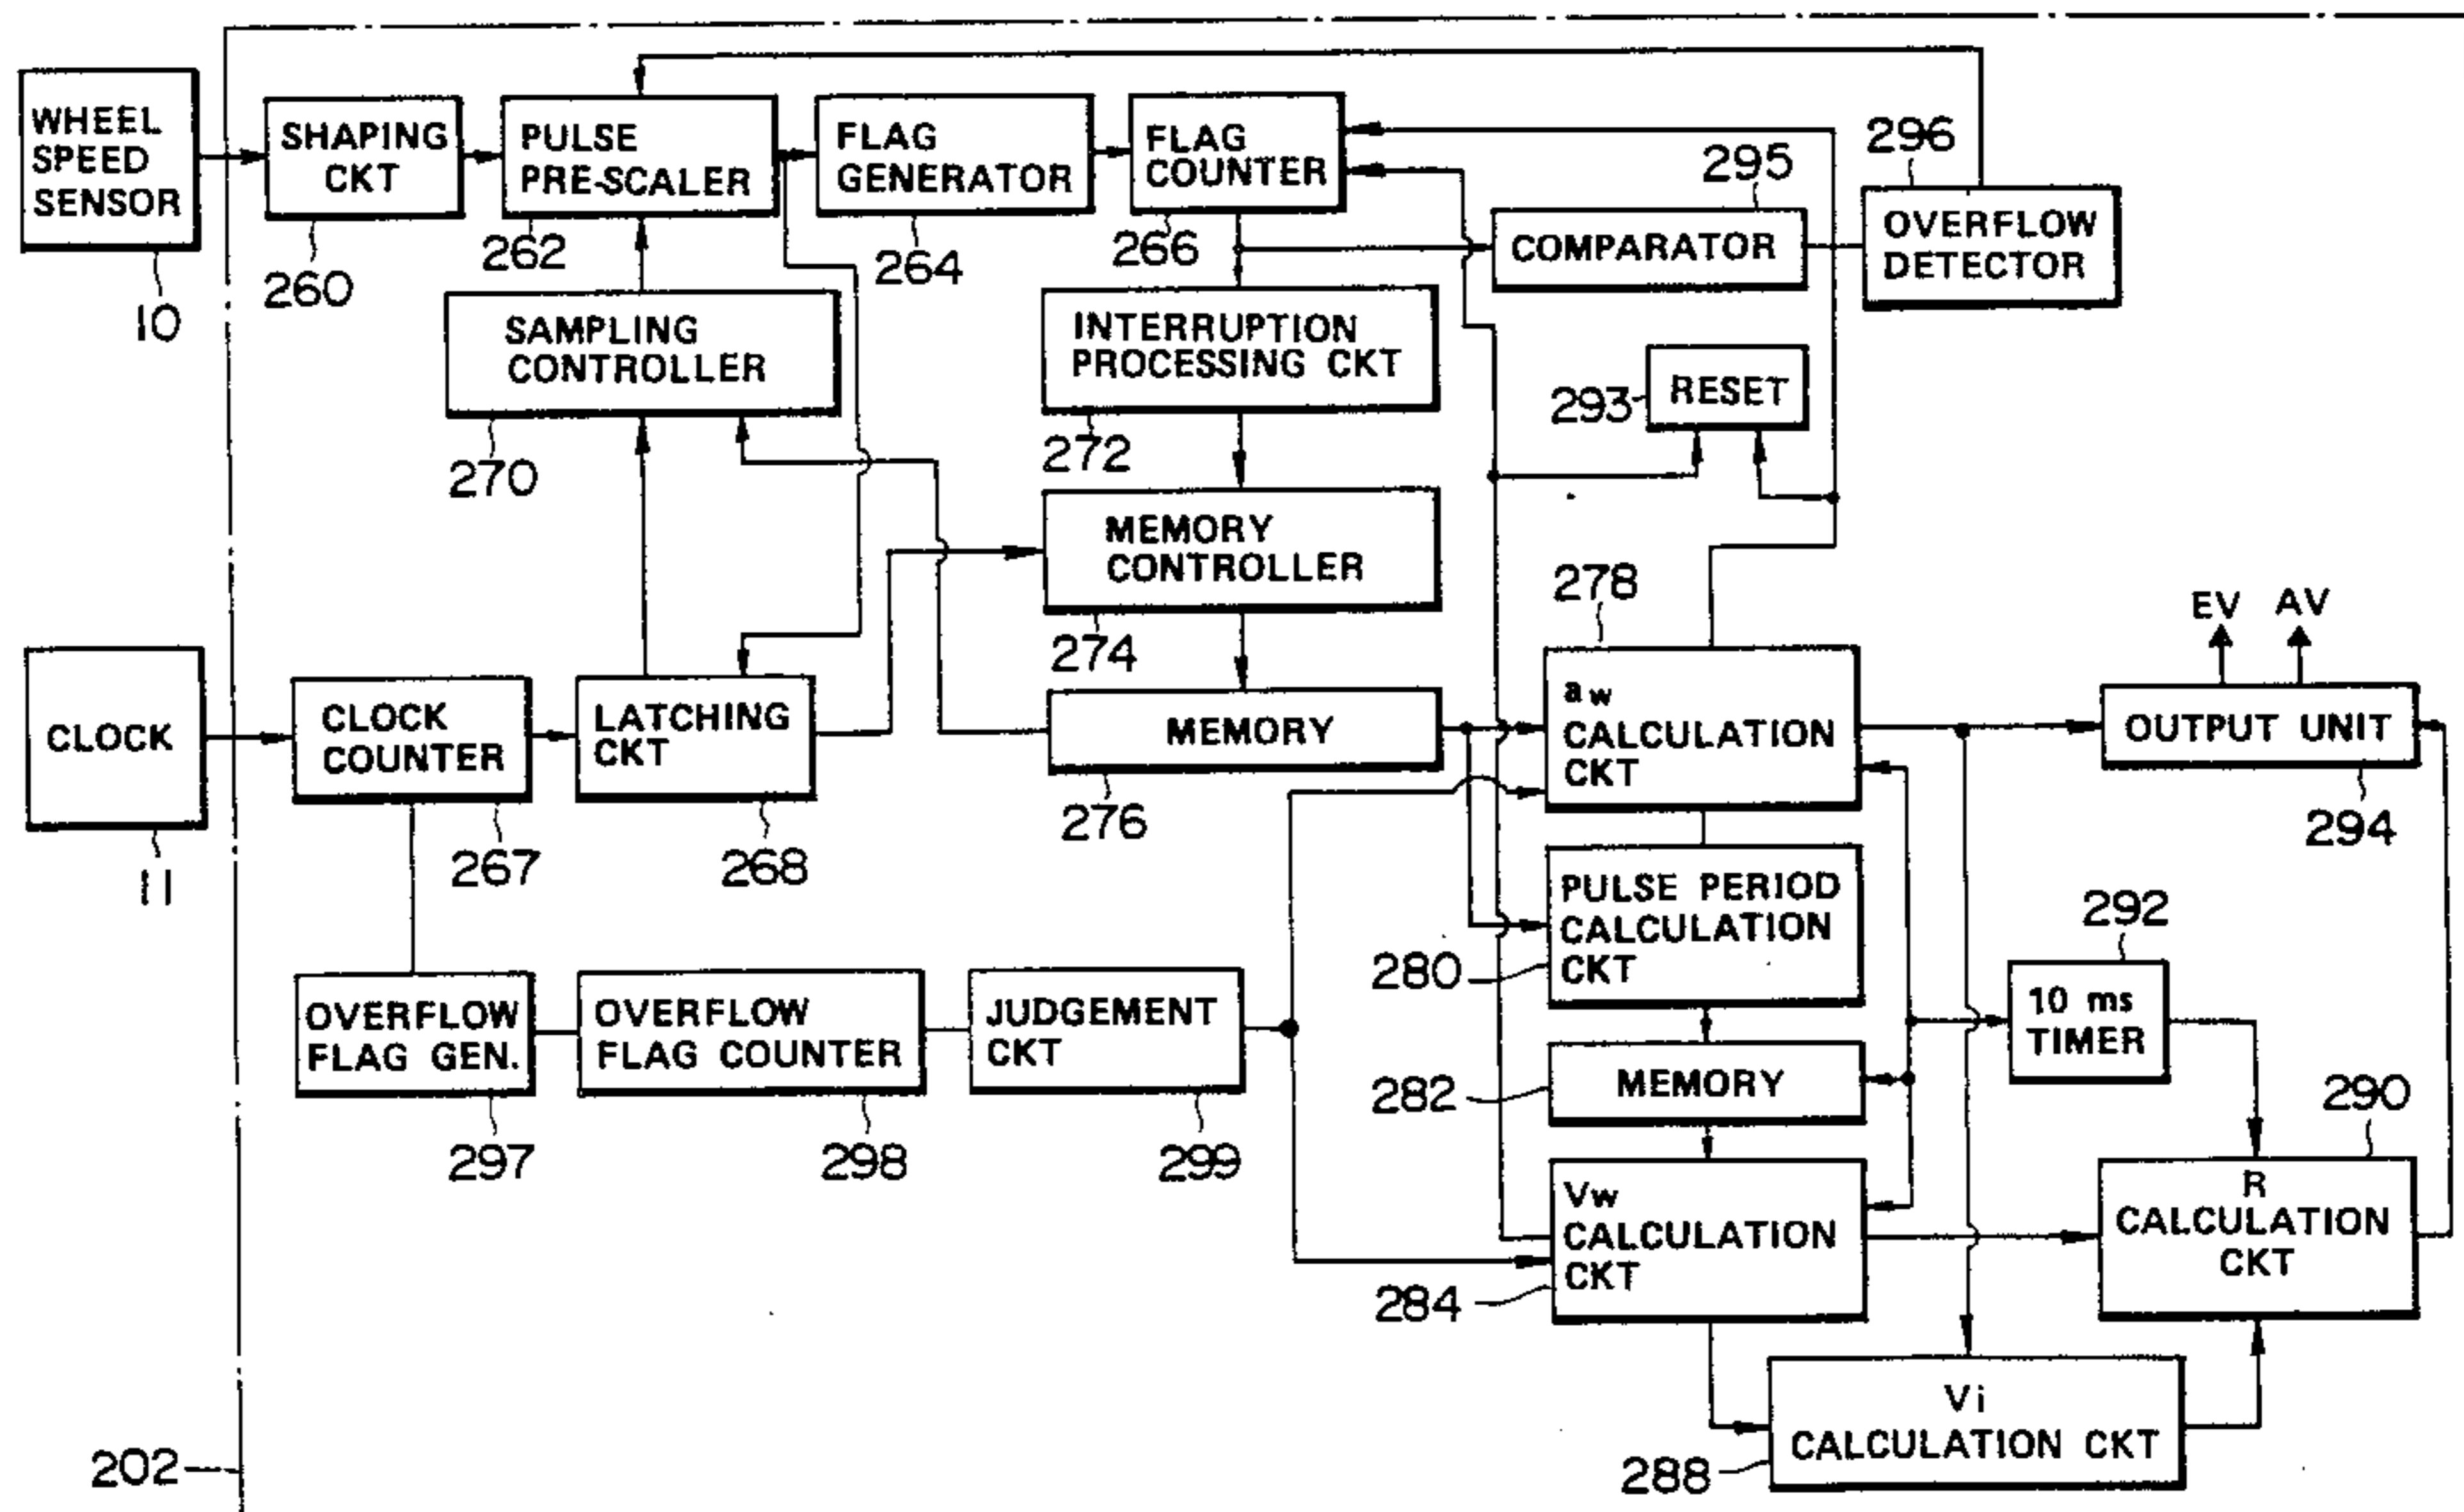 WHEEL
SPEED
SENSOR
10
SHAPING
CKT
260
PULSE
PRE-SCALER
262
FLAG
GENERATOR
264
FLAG
COUNTER
266
COMPARATOR
295
OVERFLOW
DETECTOR
296
SAMPLING
CONTROLLER
270
INTERRUPTION
PROCESSING CKT
272
RESET
293
MEMORY
CONTROLLER
274
CLOCK
11
CLOCK
COUNTER
267
LATCHING
CKT
268
MEMORY
276
278
aw
CALCULATION
CKT
EV
AV
OUTPUT UNIT
294
PULSE PERIOD
CALCULATION
CKT
280
292
10 ms
TIMER
OVERFLOW
FLAG GEN.
297
OVERFLOW
FLAG COUNTER
298
JUDGEMENT
CKT
299
MEMORY
282
290
R
CALCULATION
CKT
Vw
CALCULATION
CKT
284
Vi
CALCULATION CKT
288
202